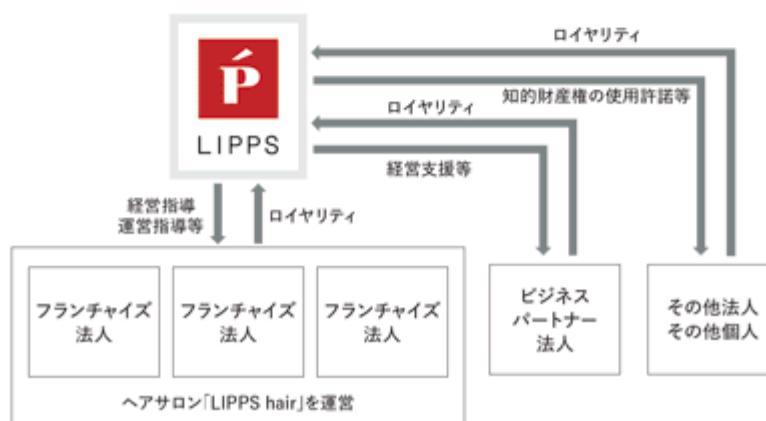 ロイヤリティ
Ṕ
LIPPS
知的財産権の使用許諾等
ロイヤリティ
経営支援等
経営指導
運営指導等
ロイヤリティ
フランチャイズ
法人
フランチャイズ
法人
フランチャイズ
法人
ビジネス
パートナー
法人
その他法人
その他個人
ヘアサロン「LIPPS hair」を運営